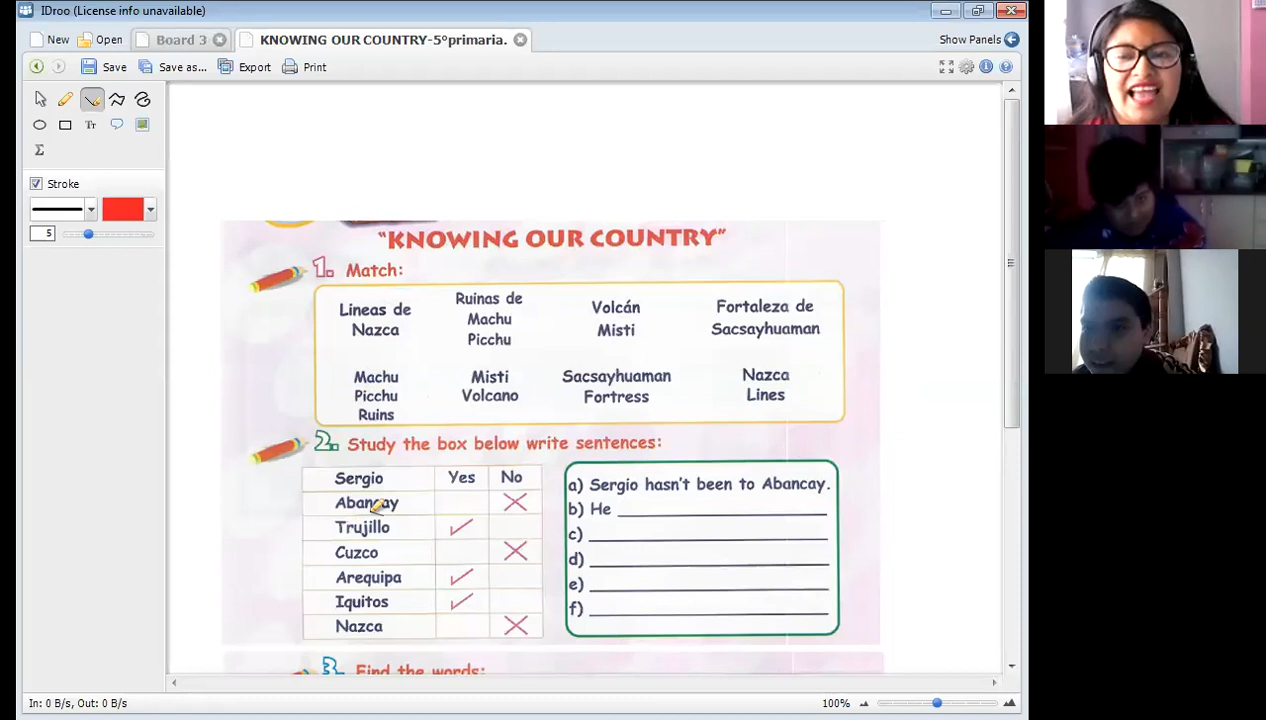 IDroo (License info unavailable)
New Open Board 3 KNOWING OUR COUNTRY-5ºprimaria. Show Panels
Save Save as... Export Print
Tt
Σ
Stroke
5
"KNOWING OUR COUNTRY"
1. Match:
Lineas de Nazca
Ruinas de Machu Picchu
Volcán Misti
Fortaleza de Sacsayhuaman
Machu Picchu Ruins
Misti Volcano
Sacsayhuaman Fortress
Nazca Lines
2. Study the box below write sentences:
Sergio Yes No
Abancay
Trujillo
Cuzco
Arequipa
Iquitos
Nazca
a) Sergio hasn't been to Abancay.
b) He
c)
d)
e)
f)
3. Find the words:
In: 0 B/s, Out: 0 B/s 100%